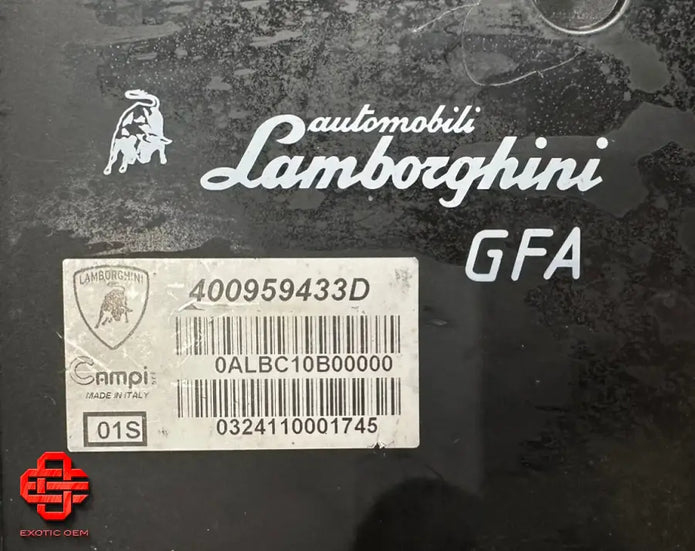 automobili
Lamborghini
GFA
LAMBORGHINI
400959433D
0ALBC10B00000
Campi
MADE IN ITALY
01S
0324110001745
EXOTIC OEM